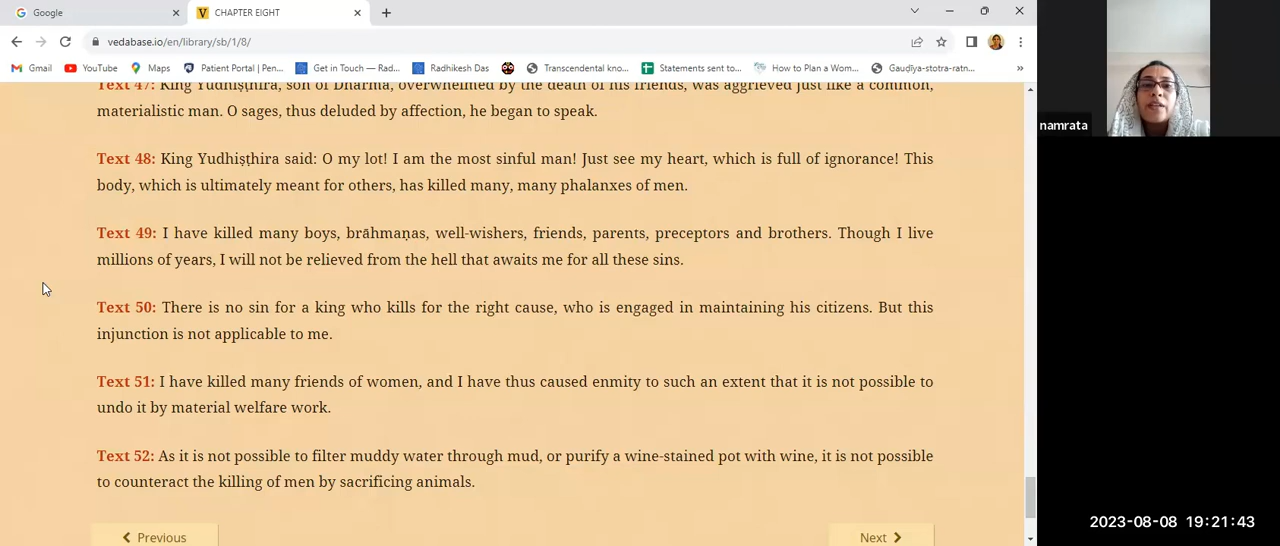 Google
CHAPTER EIGHT
vedabase.io/en/library/sb/1/8/
Gmail
YouTube
Maps
Patient Portal | Pen...
Get in Touch — Rad...
Radhikesh Das
Transcendental kno...
Statements sent to...
How to Plan a Wom...
Gauḍīya-stotra-ratn...
»
namrata
Text 47: King Yudhiṣṭhira, son of Dharma, overwhelmed by the death of his friends, was aggrieved just like a common,
materialistic man. O sages, thus deluded by affection, he began to speak.
Text 48: King Yudhiṣṭhira said: O my lot! I am the most sinful man! Just see my heart, which is full of ignorance! This
body, which is ultimately meant for others, has killed many, many phalanxes of men.
Text 49: I have killed many boys, brāhmaṇas, well-wishers, friends, parents, preceptors and brothers. Though I live
millions of years, I will not be relieved from the hell that awaits me for all these sins.
Text 50: There is no sin for a king who kills for the right cause, who is engaged in maintaining his citizens. But this
injunction is not applicable to me.
Text 51: I have killed many friends of women, and I have thus caused enmity to such an extent that it is not possible to
undo it by material welfare work.
Text 52: As it is not possible to filter muddy water through mud, or purify a wine-stained pot with wine, it is not possible
to counteract the killing of men by sacrificing animals.
Previous
Next
2023-08-08 19:21:43